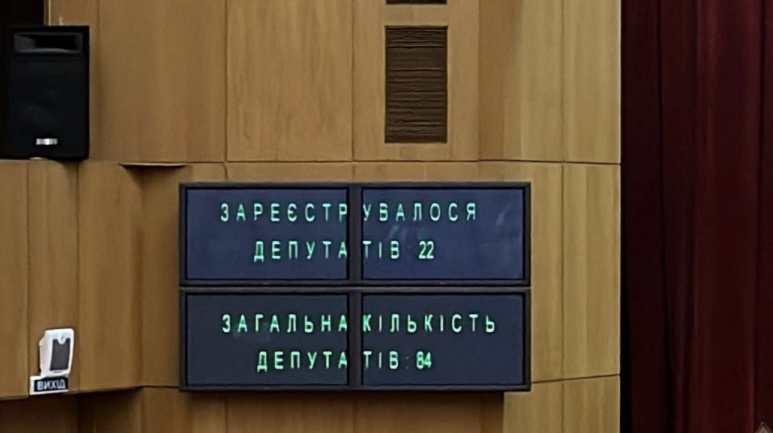 ЗАРЕЄСТРУВАЛОСЯ
ДЕПУТАТІВ 22
ЗАГАЛЬНА КІЛЬКІСТЬ
ДЕПУТАТІВ: 84
ВИХІД